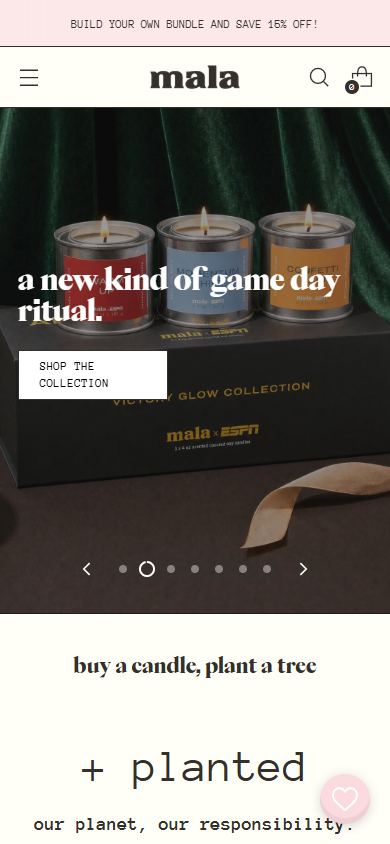 BUILD YOUR OWN BUNDLE AND SAVE 15% OFF!
mala
0
CONFETTI
a new kind of game day
ritual.
mala x ESPN
SHOP THE
COLLECTION
VICTORY GLOW COLLECTION
mala x ESPN
buy a candle, plant a tree
+ planted
our planet, our responsibility.